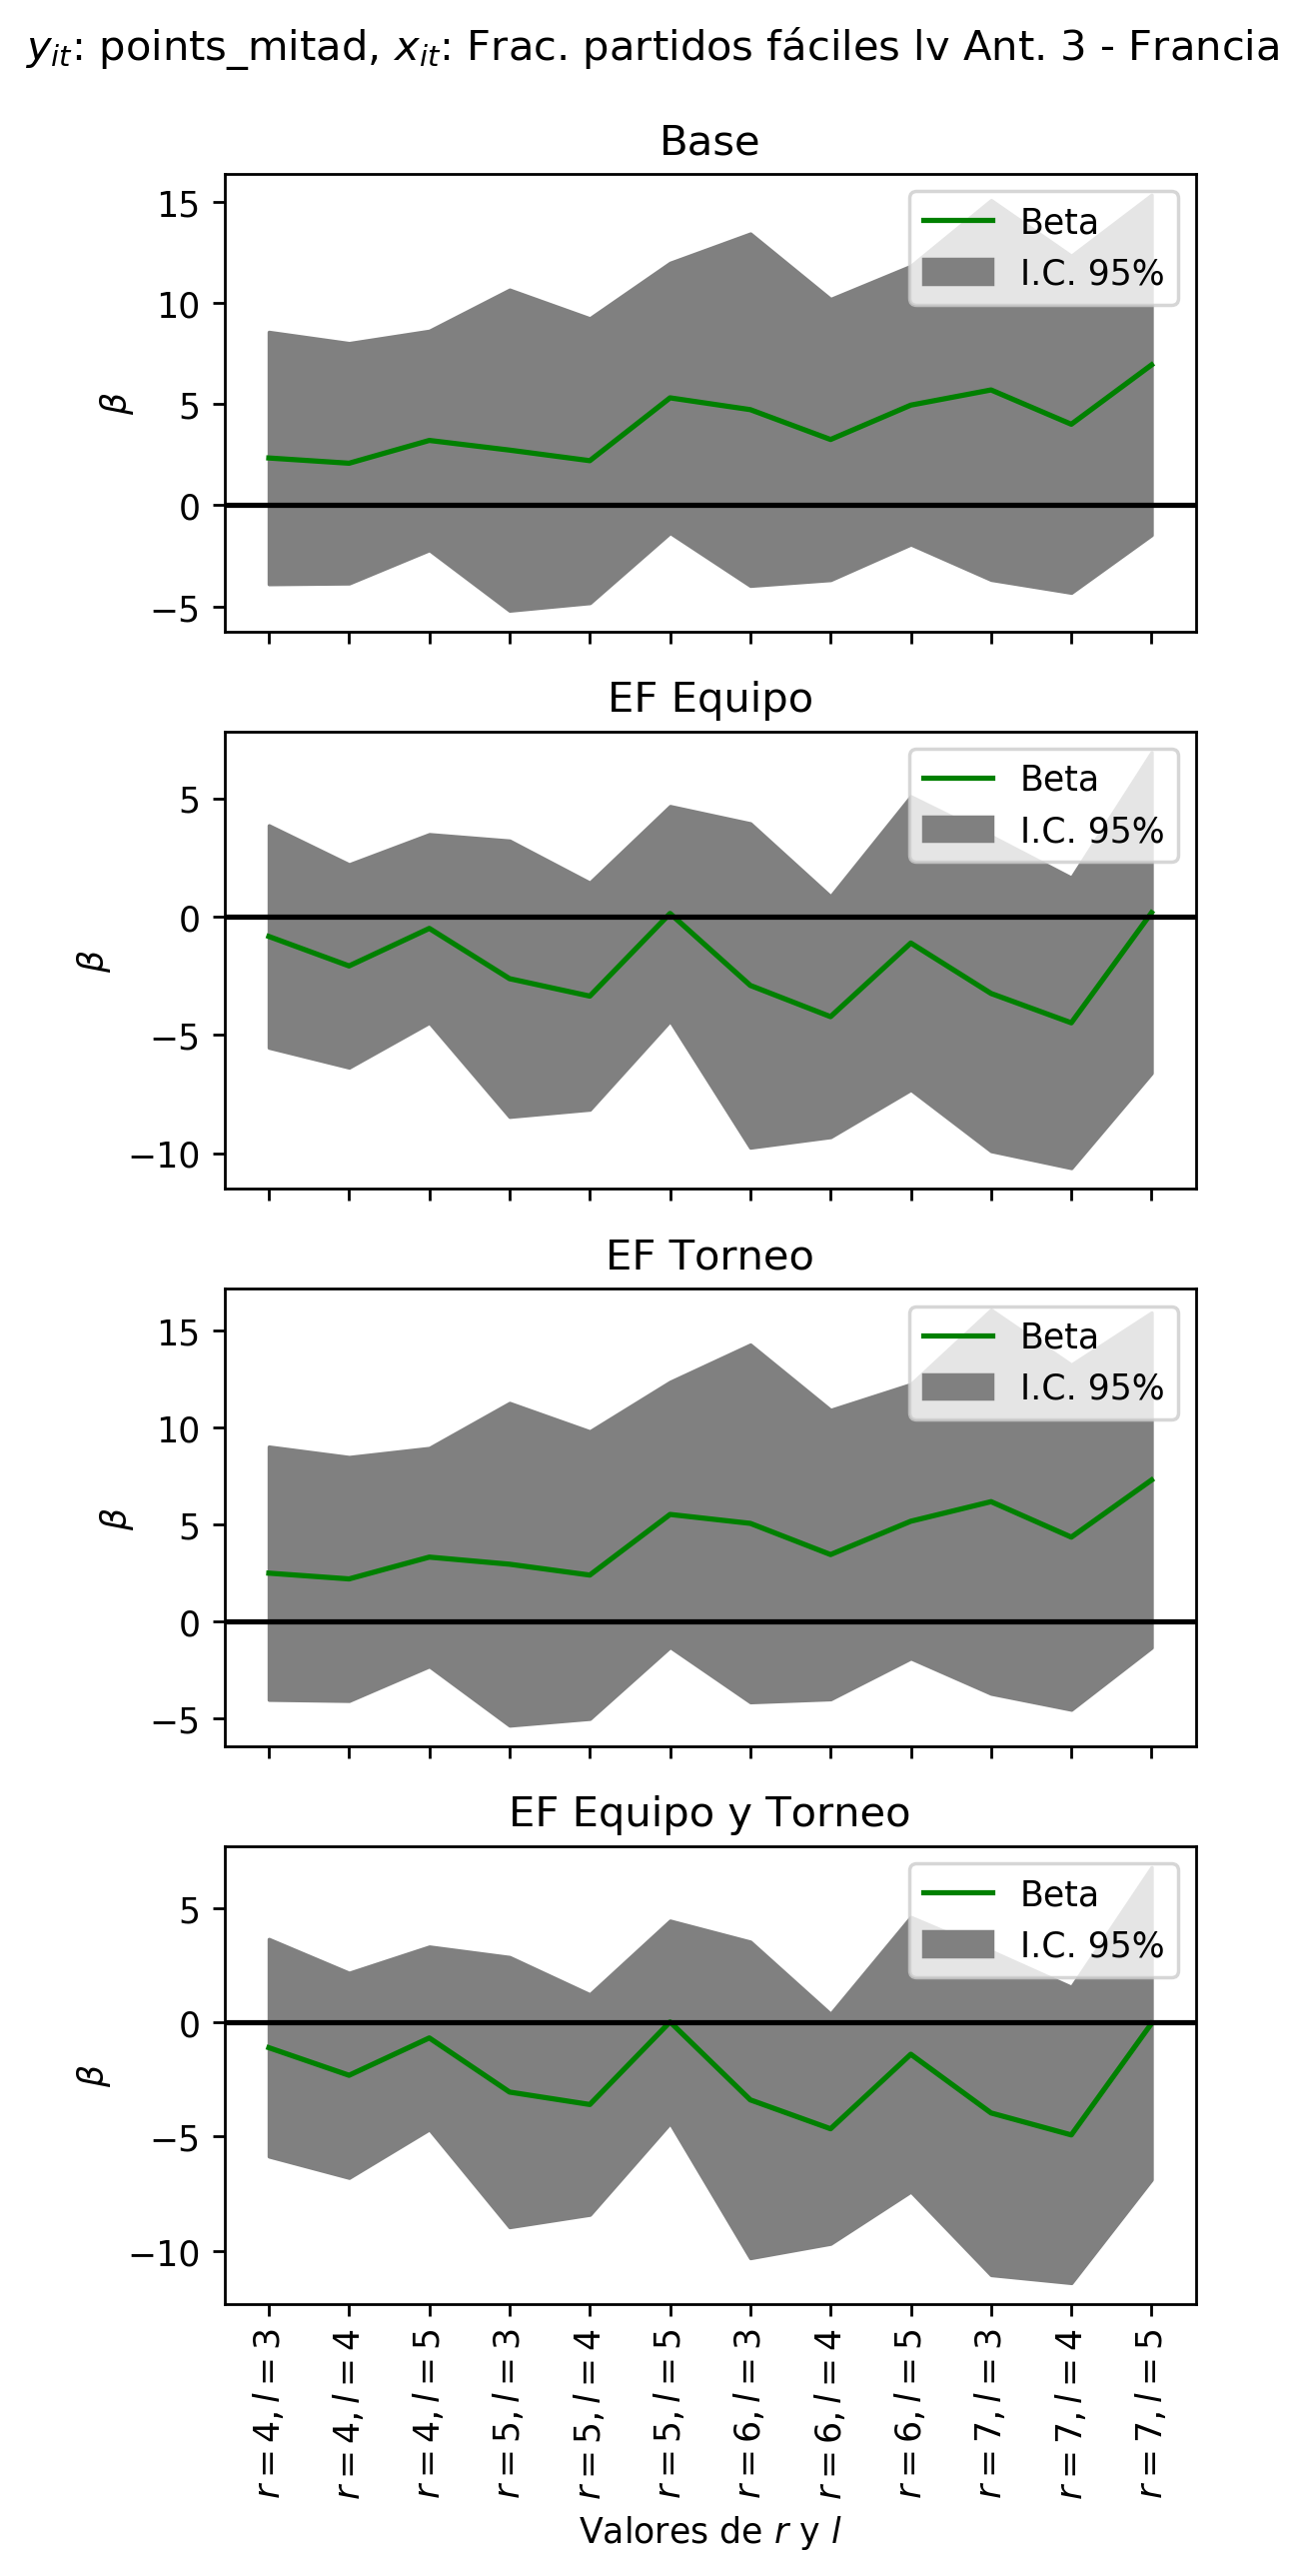 y_it: points_mitad, x_it: Frac. partidos fáciles lv Ant. 3 - Francia
Base
15
10
5
0
−5
β
Beta
I.C. 95%
EF Equipo
5
0
−5
−10
β
Beta
I.C. 95%
EF Torneo
15
10
5
0
−5
β
Beta
I.C. 95%
EF Equipo y Torneo
5
0
−5
−10
β
Beta
I.C. 95%
r = 4, l = 3
r = 4, l = 4
r = 4, l = 5
r = 5, l = 3
r = 5, l = 4
r = 5, l = 5
r = 6, l = 3
r = 6, l = 4
r = 6, l = 5
r = 7, l = 3
r = 7, l = 4
r = 7, l = 5
Valores de r y l